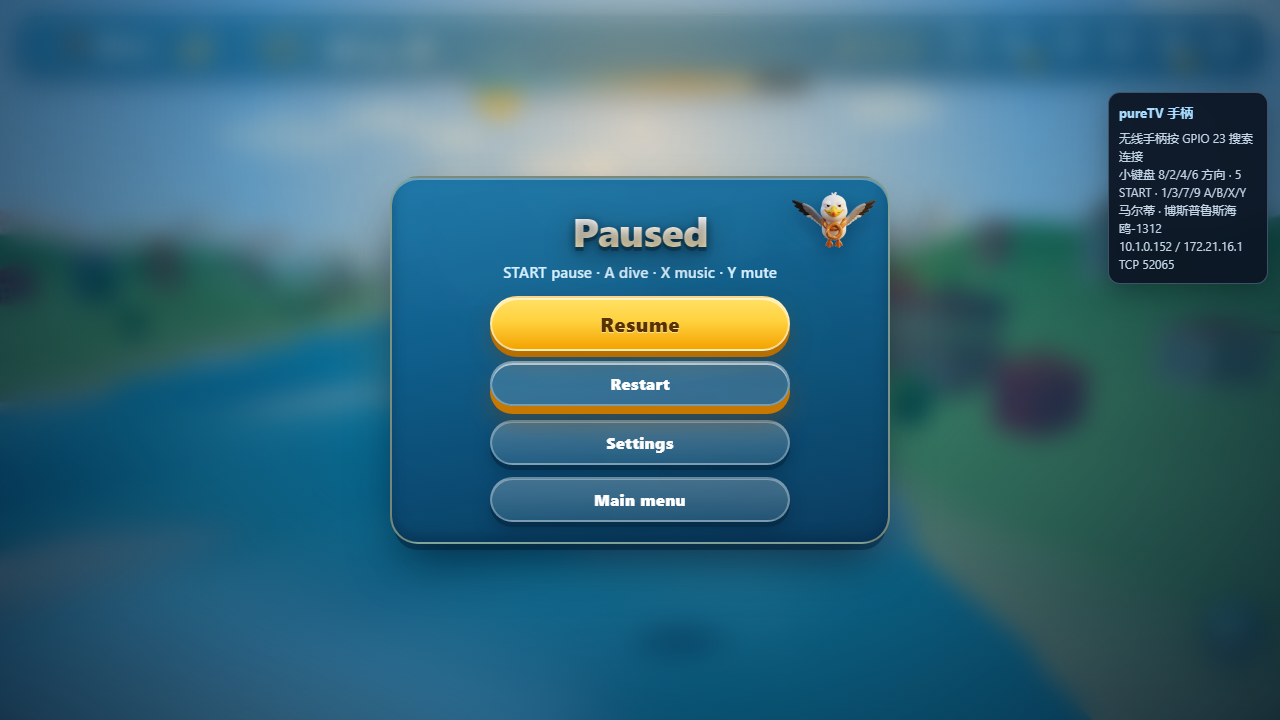 Paused
START pause · A dive · X music · Y mute
Resume
Restart
Settings
Main menu
pureTV 手柄
无线手柄按 GPIO 23 搜索
连接
小键盘 8/2/4/6 方向 · 5
START · 1/3/7/9 A/B/X/Y
马尔蒂 · 博斯普鲁斯海
鸥-1312
10.1.0.152 / 172.21.16.1
TCP 52065